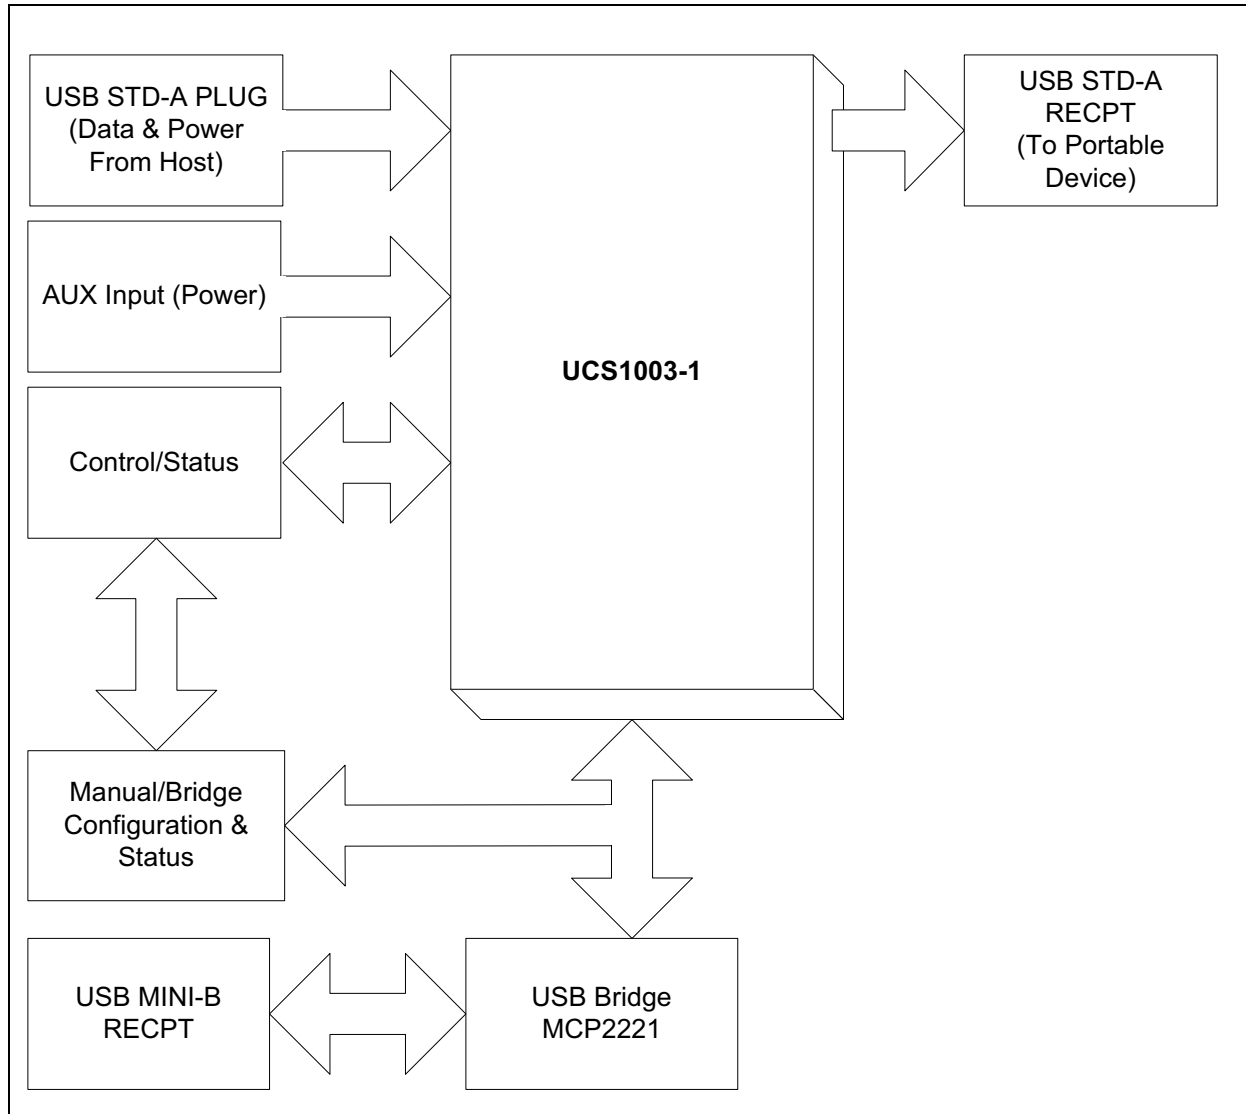 USB STD-A PLUG
(Data & Power
From Host)
USB STD-A
RECPT
(To Portable
Device)
AUX Input (Power)
UCS1003-1
Control/Status
Manual/Bridge
Configuration &
Status
USB MINI-B
RECPT
USB Bridge
MCP2221